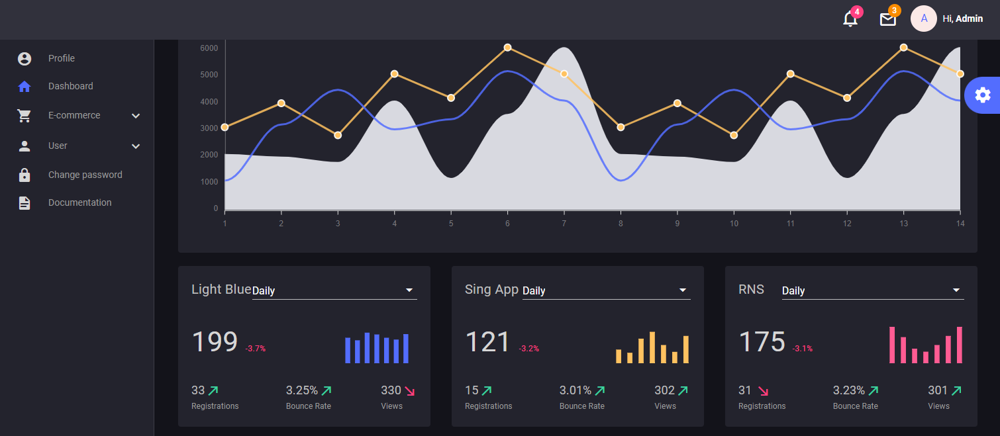 4
3
A
Hi, Admin
Profile
Dashboard
E-commerce
User
Change password
Documentation
6000
5000
4000
3000
2000
1000
0
1 2 3 4 5 6 7 8 9 10 11 12 13 14
Light Blue Daily
199 -3.7%
33 3.25% 330
Registrations Bounce Rate Views
Sing App Daily
121 -3.2%
15 3.01% 302
Registrations Bounce Rate Views
RNS Daily
175 -3.1%
31 3.23% 301
Registrations Bounce Rate Views